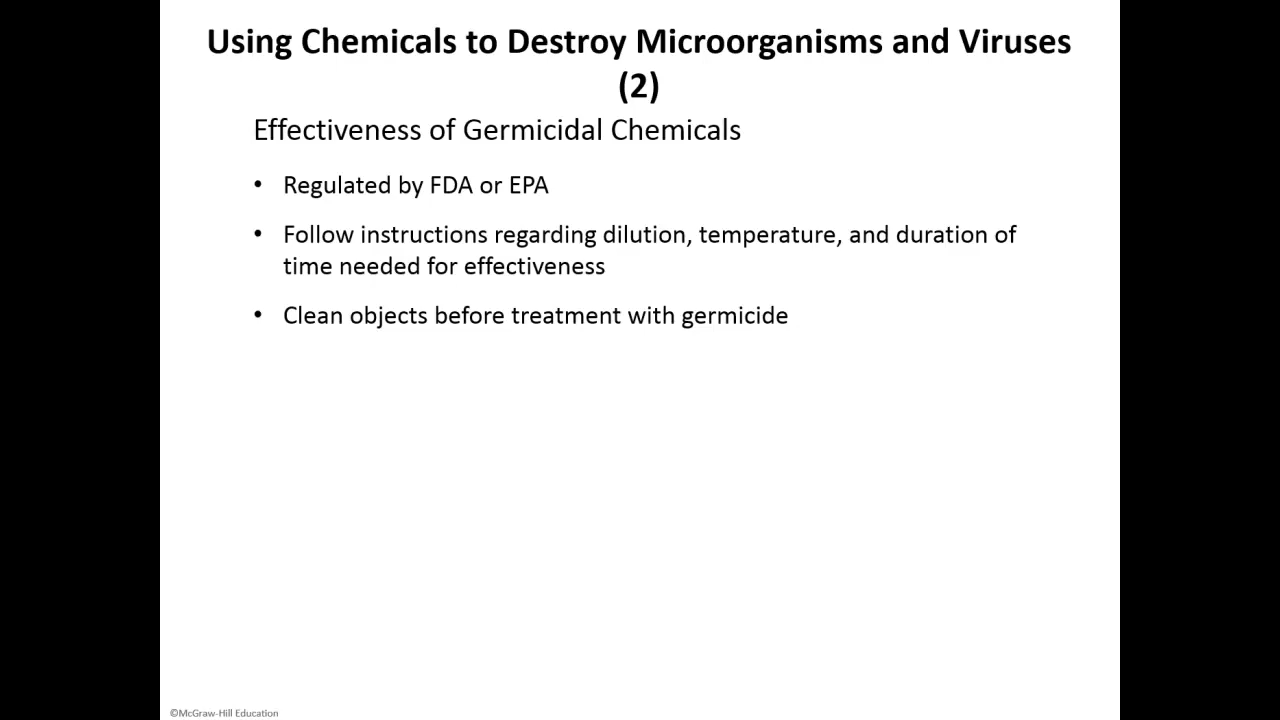 Using Chemicals to Destroy Microorganisms and Viruses
(2)
Effectiveness of Germicidal Chemicals
• Regulated by FDA or EPA
• Follow instructions regarding dilution, temperature, and duration of
time needed for effectiveness
• Clean objects before treatment with germicide
©McGraw-Hill Education